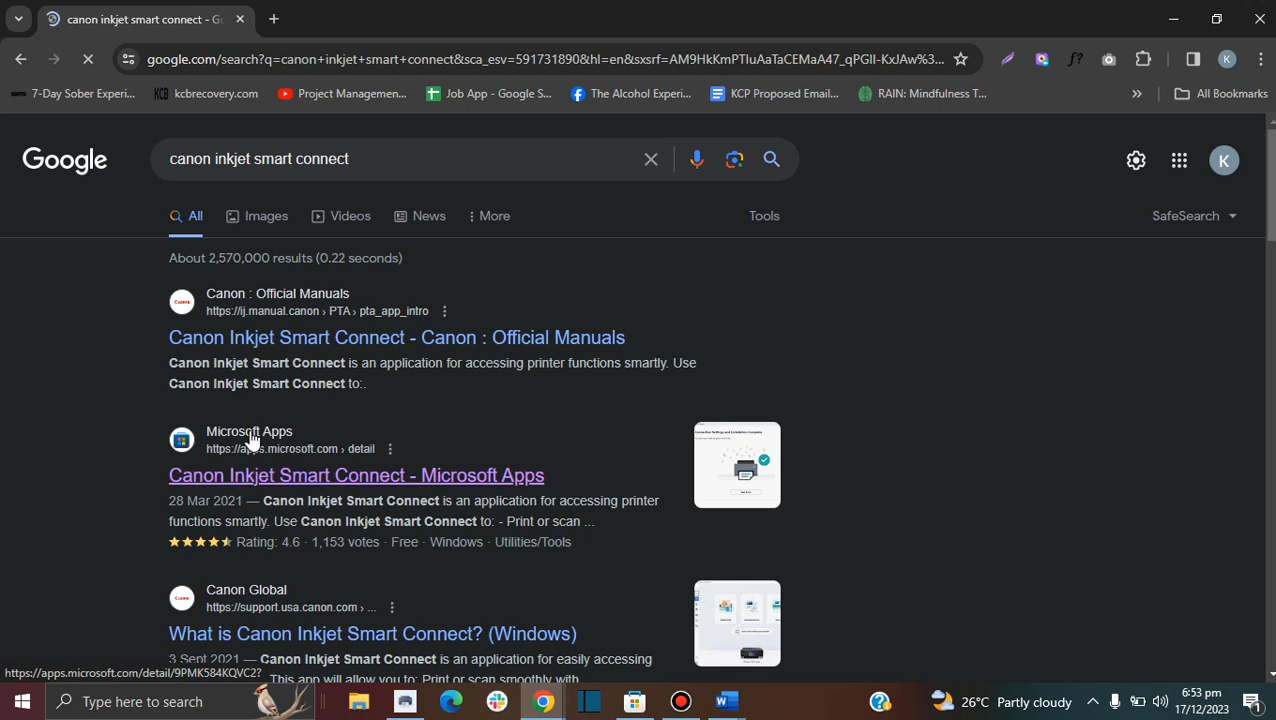 canon inkjet smart connect - Go
google.com/search?q=canon+inkjet+smart+connect&sca_esv=591731890&hl=en&sxsrf=AM9HkKmPTIuAaTaCEMaA47_qPGIl-KxJAw%3...
7-Day Sober Experi...
KCB kcbrecovery.com
Project Managemen...
Job App - Google S...
The Alcohol Experi...
KCP Proposed Email...
RAIN: Mindfulness T...
»
All Bookmarks
Google
canon inkjet smart connect
K
All
Images
Videos
News
More
Tools
SafeSearch
About 2,570,000 results (0.22 seconds)
Canon : Official Manuals
https://ij.manual.canon › PTA › pta_app_intro
Canon Inkjet Smart Connect - Canon : Official Manuals
Canon Inkjet Smart Connect is an application for accessing printer functions smartly. Use
Canon Inkjet Smart Connect to:.
Microsoft Apps
https://apps.microsoft.com › detail
Canon Inkjet Smart Connect - Microsoft Apps
28 Mar 2021 — Canon Inkjet Smart Connect is an application for accessing printer
functions smartly. Use Canon Inkjet Smart Connect to: - Print or scan ...
Rating: 4.6 · 1,153 votes · Free · Windows · Utilities/Tools
Canon Global
https://support.usa.canon.com › ...
What is Canon Inkjet Smart Connect? (Windows)
3 Sept 2021 — Canon Inkjet Smart Connect is an application for easily accessing
This app will allow you to: Print or scan smoothly with
https://apps.microsoft.com/detail/9PMK584KQVC2?
Type here to search
26°C Partly cloudy
6:53 pm
17/12/2023
1